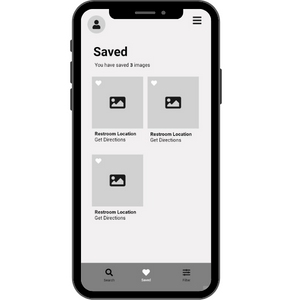 Saved
You have saved 3 images
Restroom Location
Get Directions
Restroom Location
Get Directions
Restroom Location
Get Directions
Search
Saved
Filter